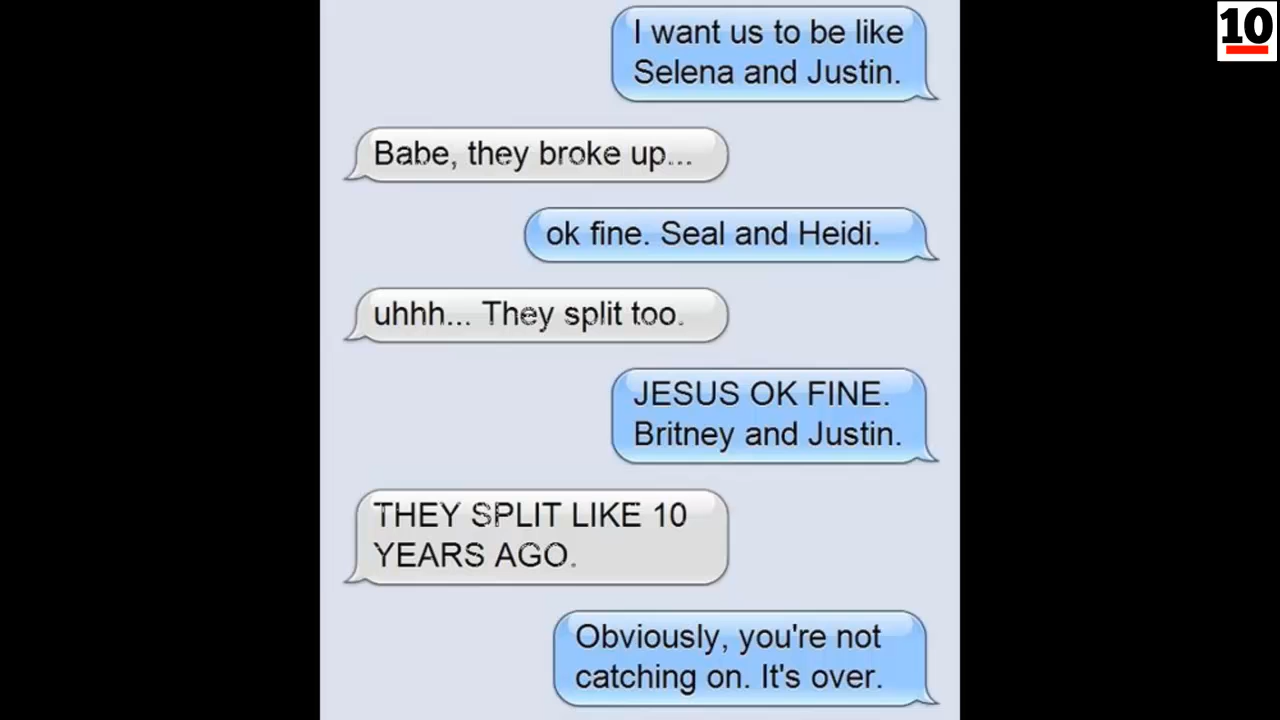 10
I want us to be like
Selena and Justin.
Babe, they broke up...
ok fine. Seal and Heidi.
uhhh... They split too.
JESUS OK FINE.
Britney and Justin.
THEY SPLIT LIKE 10
YEARS AGO.
Obviously, you're not
catching on. It's over.